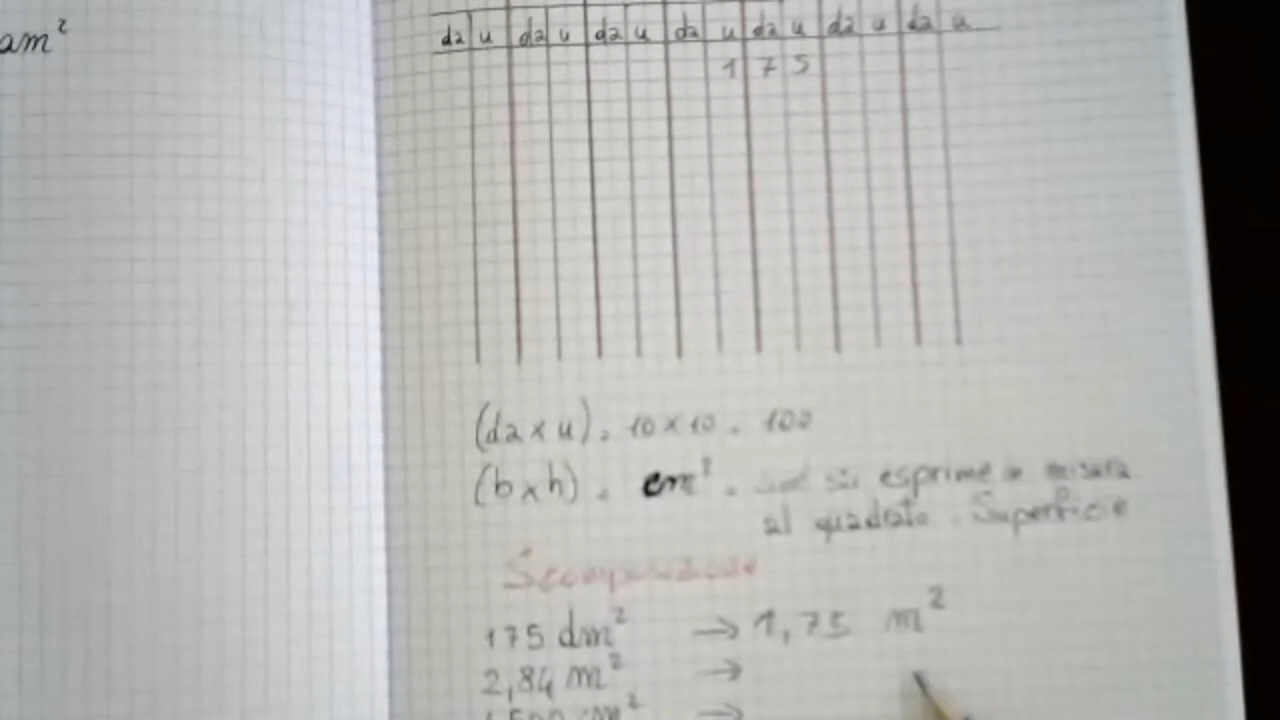 am²
da u da u da u da u da u da u da u
1 7 5
(da x u) = 10 x 10 = 100
(b x h) = cm² = si esprime in misura
al quadrato = Superficie
175 dm² → 1,75 m²
2,84 m² →